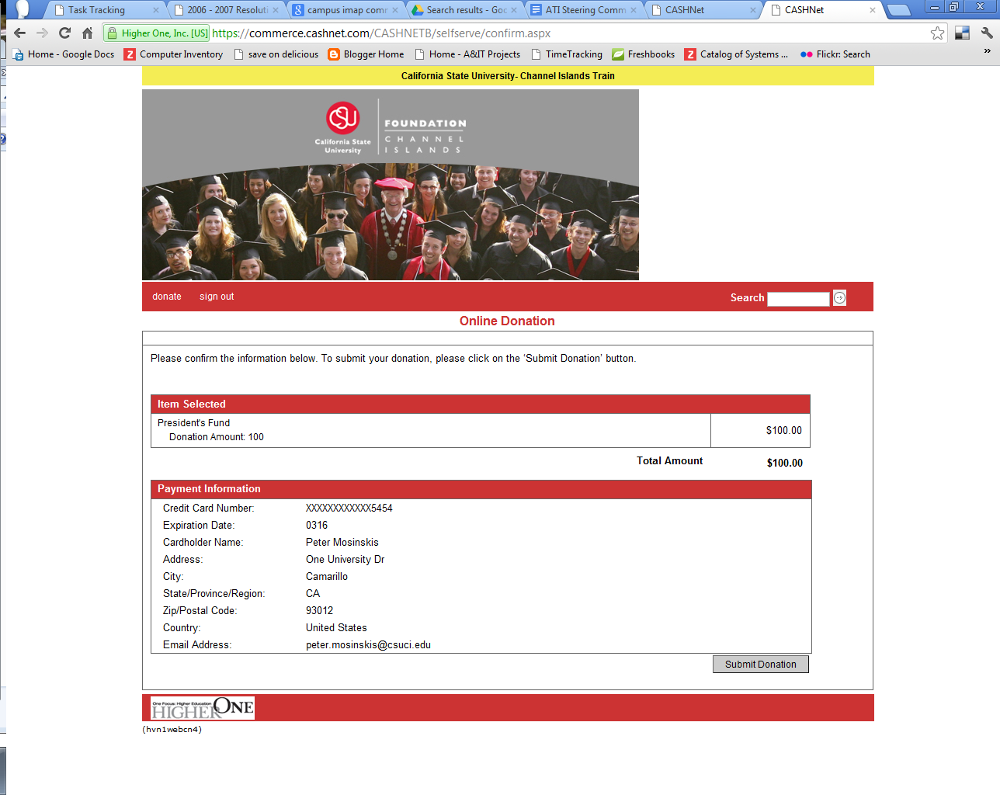 Task Tracking
2006 - 2007 Resoluti
campus imap comm
Search results - Goo
ATI Steering Comm
CASHNet
CASHNet
Higher One, Inc. [US] https://commerce.cashnet.com/CASHNETB/selfserve/confirm.aspx
Home - Google Docs
Computer Inventory
save on delicious
Blogger Home
Home - A&IT Projects
TimeTracking
Freshbooks
Catalog of Systems ...
Flickr: Search
California State University- Channel Islands Train
CSU
California State
University
FOUNDATION
CHANNEL
ISLANDS
donate
sign out
Search
Online Donation
Please confirm the information below. To submit your donation, please click on the ‘Submit Donation’ button.
Item Selected
President's Fund
Donation Amount: 100
$100.00
Total Amount $100.00
Payment Information
Credit Card Number: XXXXXXXXXXXX5454
Expiration Date: 0316
Cardholder Name: Peter Mosinskis
Address: One University Dr
City: Camarillo
State/Province/Region: CA
Zip/Postal Code: 93012
Country: United States
Email Address: peter.mosinskis@csuci.edu
Submit Donation
One Focus: Higher Education
HIGHERONE
(hvn1webcn4)